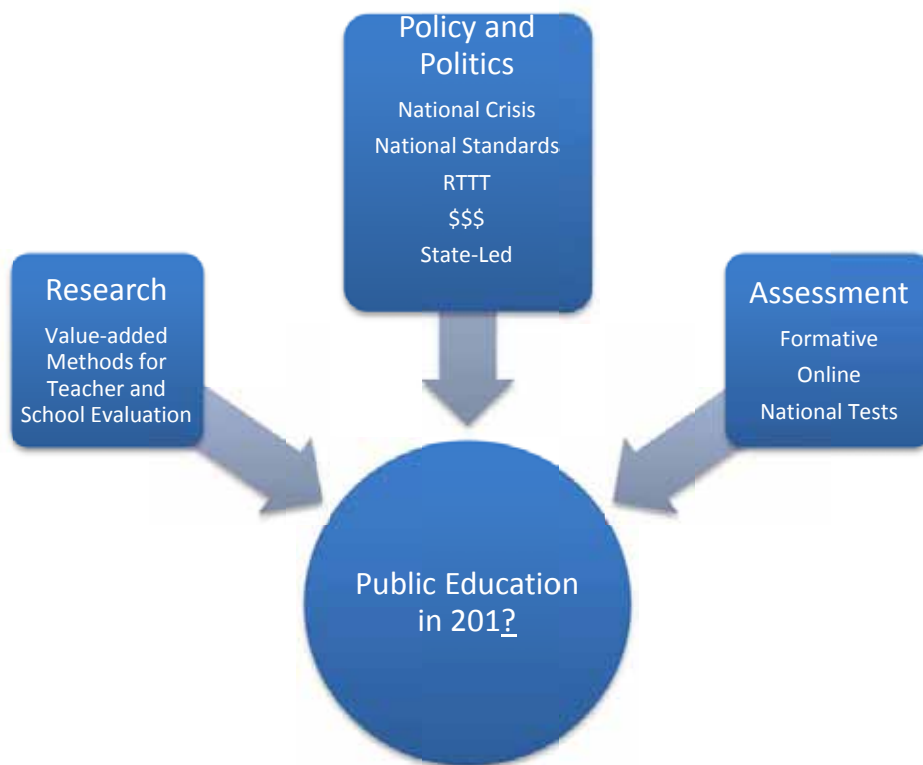 Policy and
Politics
National Crisis
National Standards
RTTT
$$$
State-Led
Research
Value-added
Methods for
Teacher and
School Evaluation
Assessment
Formative
Online
National Tests
Public Education
in 201?